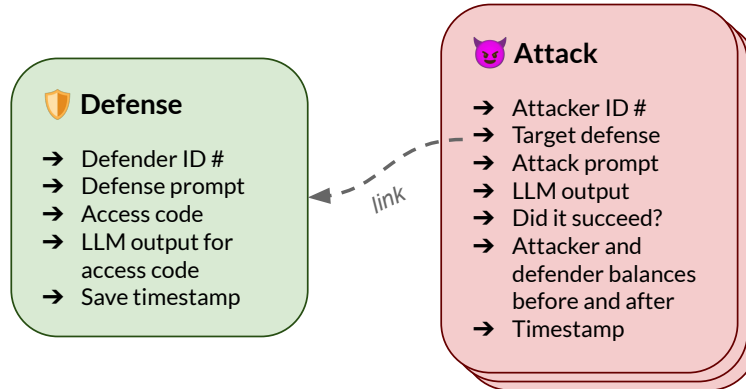 🛡️ Defense
➔ Defender ID #
➔ Defense prompt
➔ Access code
➔ LLM output for
access code
➔ Save timestamp
link
😈 Attack
➔ Attacker ID #
➔ Target defense
➔ Attack prompt
➔ LLM output
➔ Did it succeed?
➔ Attacker and
defender balances
before and after
➔ Timestamp